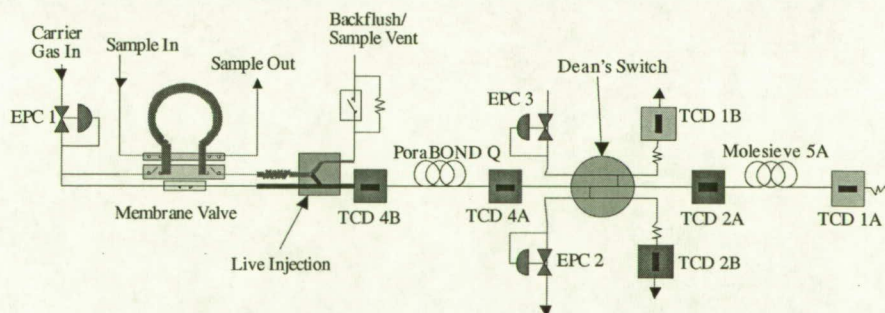 Carrier
Gas In
Sample In
Sample Out
Backflush/
Sample Vent
Dean's Switch
EPC 1
EPC 3
TCD 1B
PoraBOND Q
Molesieve 5A
Membrane Valve
TCD 4B
TCD 4A
TCD 2A
TCD 1A
Live Injection
EPC 2
TCD 2B